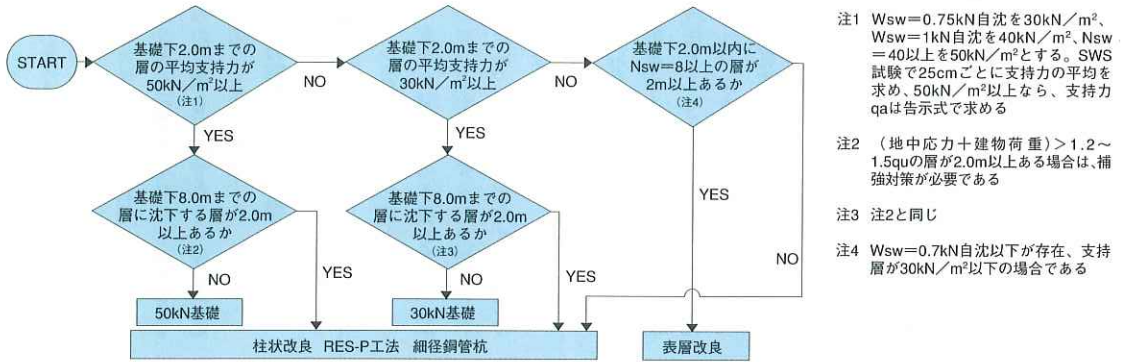 START
基礎下2.0mまでの
層の平均支持力が
50kN／m²以上
(注1)
NO
基礎下2.0mまでの
層の平均支持力が
30kN／m²以上
NO
基礎下2.0m以内に
Nsw＝8以上の層が
2m以上あるか
(注4)
YES
YES
YES
NO
基礎下8.0mまでの
層に沈下する層が2.0m
以上あるか
(注2)
NO
YES
基礎下8.0mまでの
層に沈下する層が2.0m
以上あるか
(注3)
NO
YES
50kN基礎
30kN基礎
柱状改良 RES-P工法 細径鋼管杭
表層改良
注1 Wsw＝0.75kN自沈を30kN／m²、
Wsw＝1kN自沈を40kN／m²、Nsw
＝40以上を50kN／m²とする。SWS
試験で25cmごとに支持力の平均を
求め、50kN／m²以上なら、支持力
qaは告示式で求める
注2 （地中応力＋建物荷重）＞1.2～
1.5quの層が2.0m以上ある場合は、補
強対策が必要である
注3 注2と同じ
注4 Wsw＝0.7kN自沈以下が存在、支持
層が30kN／m²以下の場合である